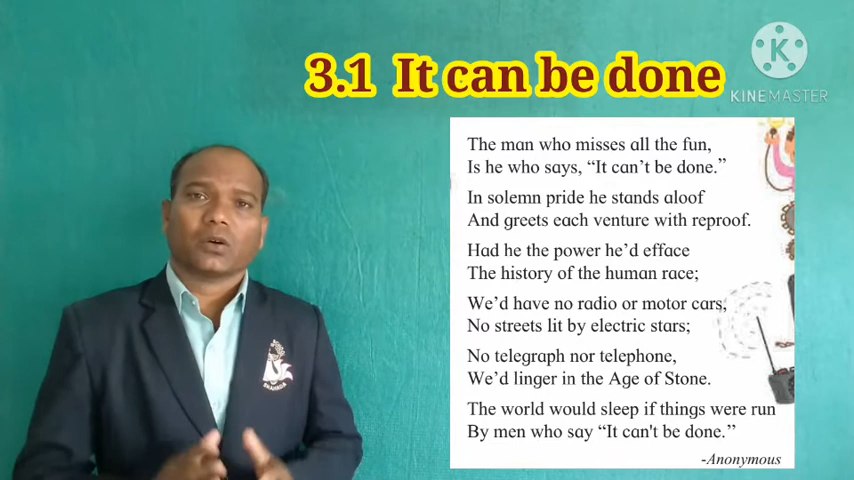 3.1 It can be done
KINEMASTER
The man who misses all the fun,
Is he who says, “It can’t be done.”
In solemn pride he stands aloof
And greets each venture with reproof.
Had he the power he’d efface
The history of the human race;
We’d have no radio or motor cars,
No streets lit by electric stars;
No telegraph nor telephone,
We’d linger in the Age of Stone.
The world would sleep if things were run
By men who say “It can't be done.”
-Anonymous